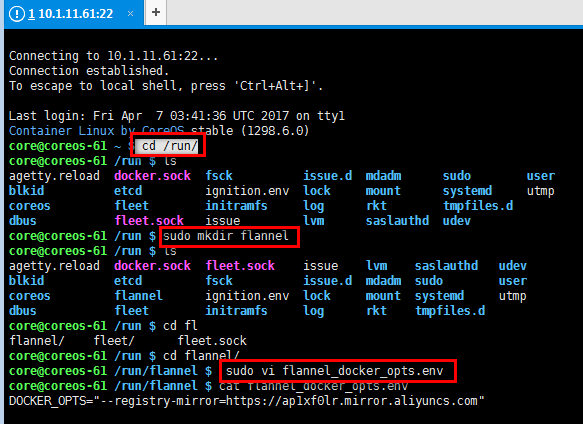 1 10.1.11.61:22 × +
Connecting to 10.1.11.61:22...
Connection established.
To escape to local shell, press 'Ctrl+Alt+]'.
Last login: Fri Apr  7 03:41:36 UTC 2017 on tty1
Container Linux by CoreOS stable (1298.6.0)
core@coreos-61 ~ $ cd /run/
core@coreos-61 /run $ ls
agetty.reload  docker.sock  fsck          issue.d  mdadm      sudo        user
blkid          etcd         ignition.env  lock     mount      systemd     utmp
coreos         fleet        initramfs     log      rkt        tmpfiles.d
dbus           fleet.sock   issue         lvm      saslauthd  udev
core@coreos-61 /run $ sudo mkdir flannel
core@coreos-61 /run $ ls
agetty.reload  docker.sock  fleet.sock    issue    lvm    saslauthd   udev
blkid          etcd         fsck          issue.d  mdadm  sudo        user
coreos         flannel      ignition.env  lock     mount  systemd     utmp
dbus           fleet        initramfs     log      rkt    tmpfiles.d
core@coreos-61 /run $ cd fl
flannel/    fleet/      fleet.sock
core@coreos-61 /run $ cd flannel/
core@coreos-61 /run/flannel $ sudo vi flannel_docker_opts.env
core@coreos-61 /run/flannel $ cat flannel_docker_opts.env
DOCKER_OPTS="--registry-mirror=https://ap1xf0lr.mirror.aliyuncs.com"